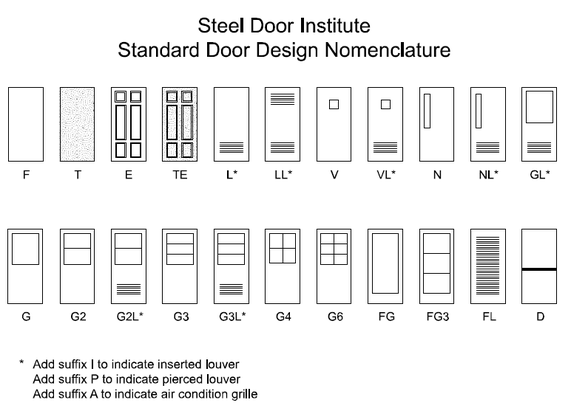 Steel Door Institute
Standard Door Design Nomenclature
F T E TE L* LL* V VL* N NL* GL*
G G2 G2L* G3 G3L* G4 G6 FG FG3 FL D
* Add suffix I to indicate inserted louver
Add suffix P to indicate pierced louver
Add suffix A to indicate air condition grille